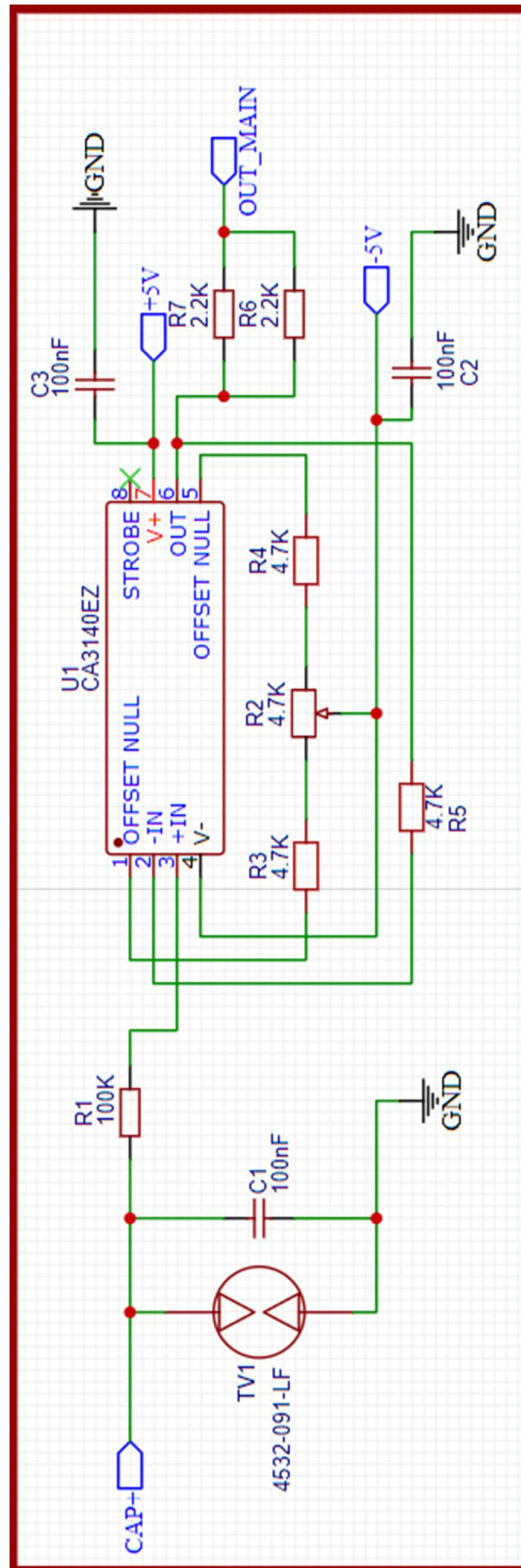 CAP+
TV1
4532-091-LF
C1
100nF
GND
R1
100K
U1
CA3140EZ
1
OFFSET NULL
2
-IN
3
+IN
4
V-
8
STROBE
7
V+
6
OUT
5
OFFSET NULL
R3
4.7K
R2
4.7K
R4
4.7K
4.7K
R5
C3
100nF
GND
+5V
R7
2.2K
R6
2.2K
OUT_MAIN
-5V
100nF
C2
GND